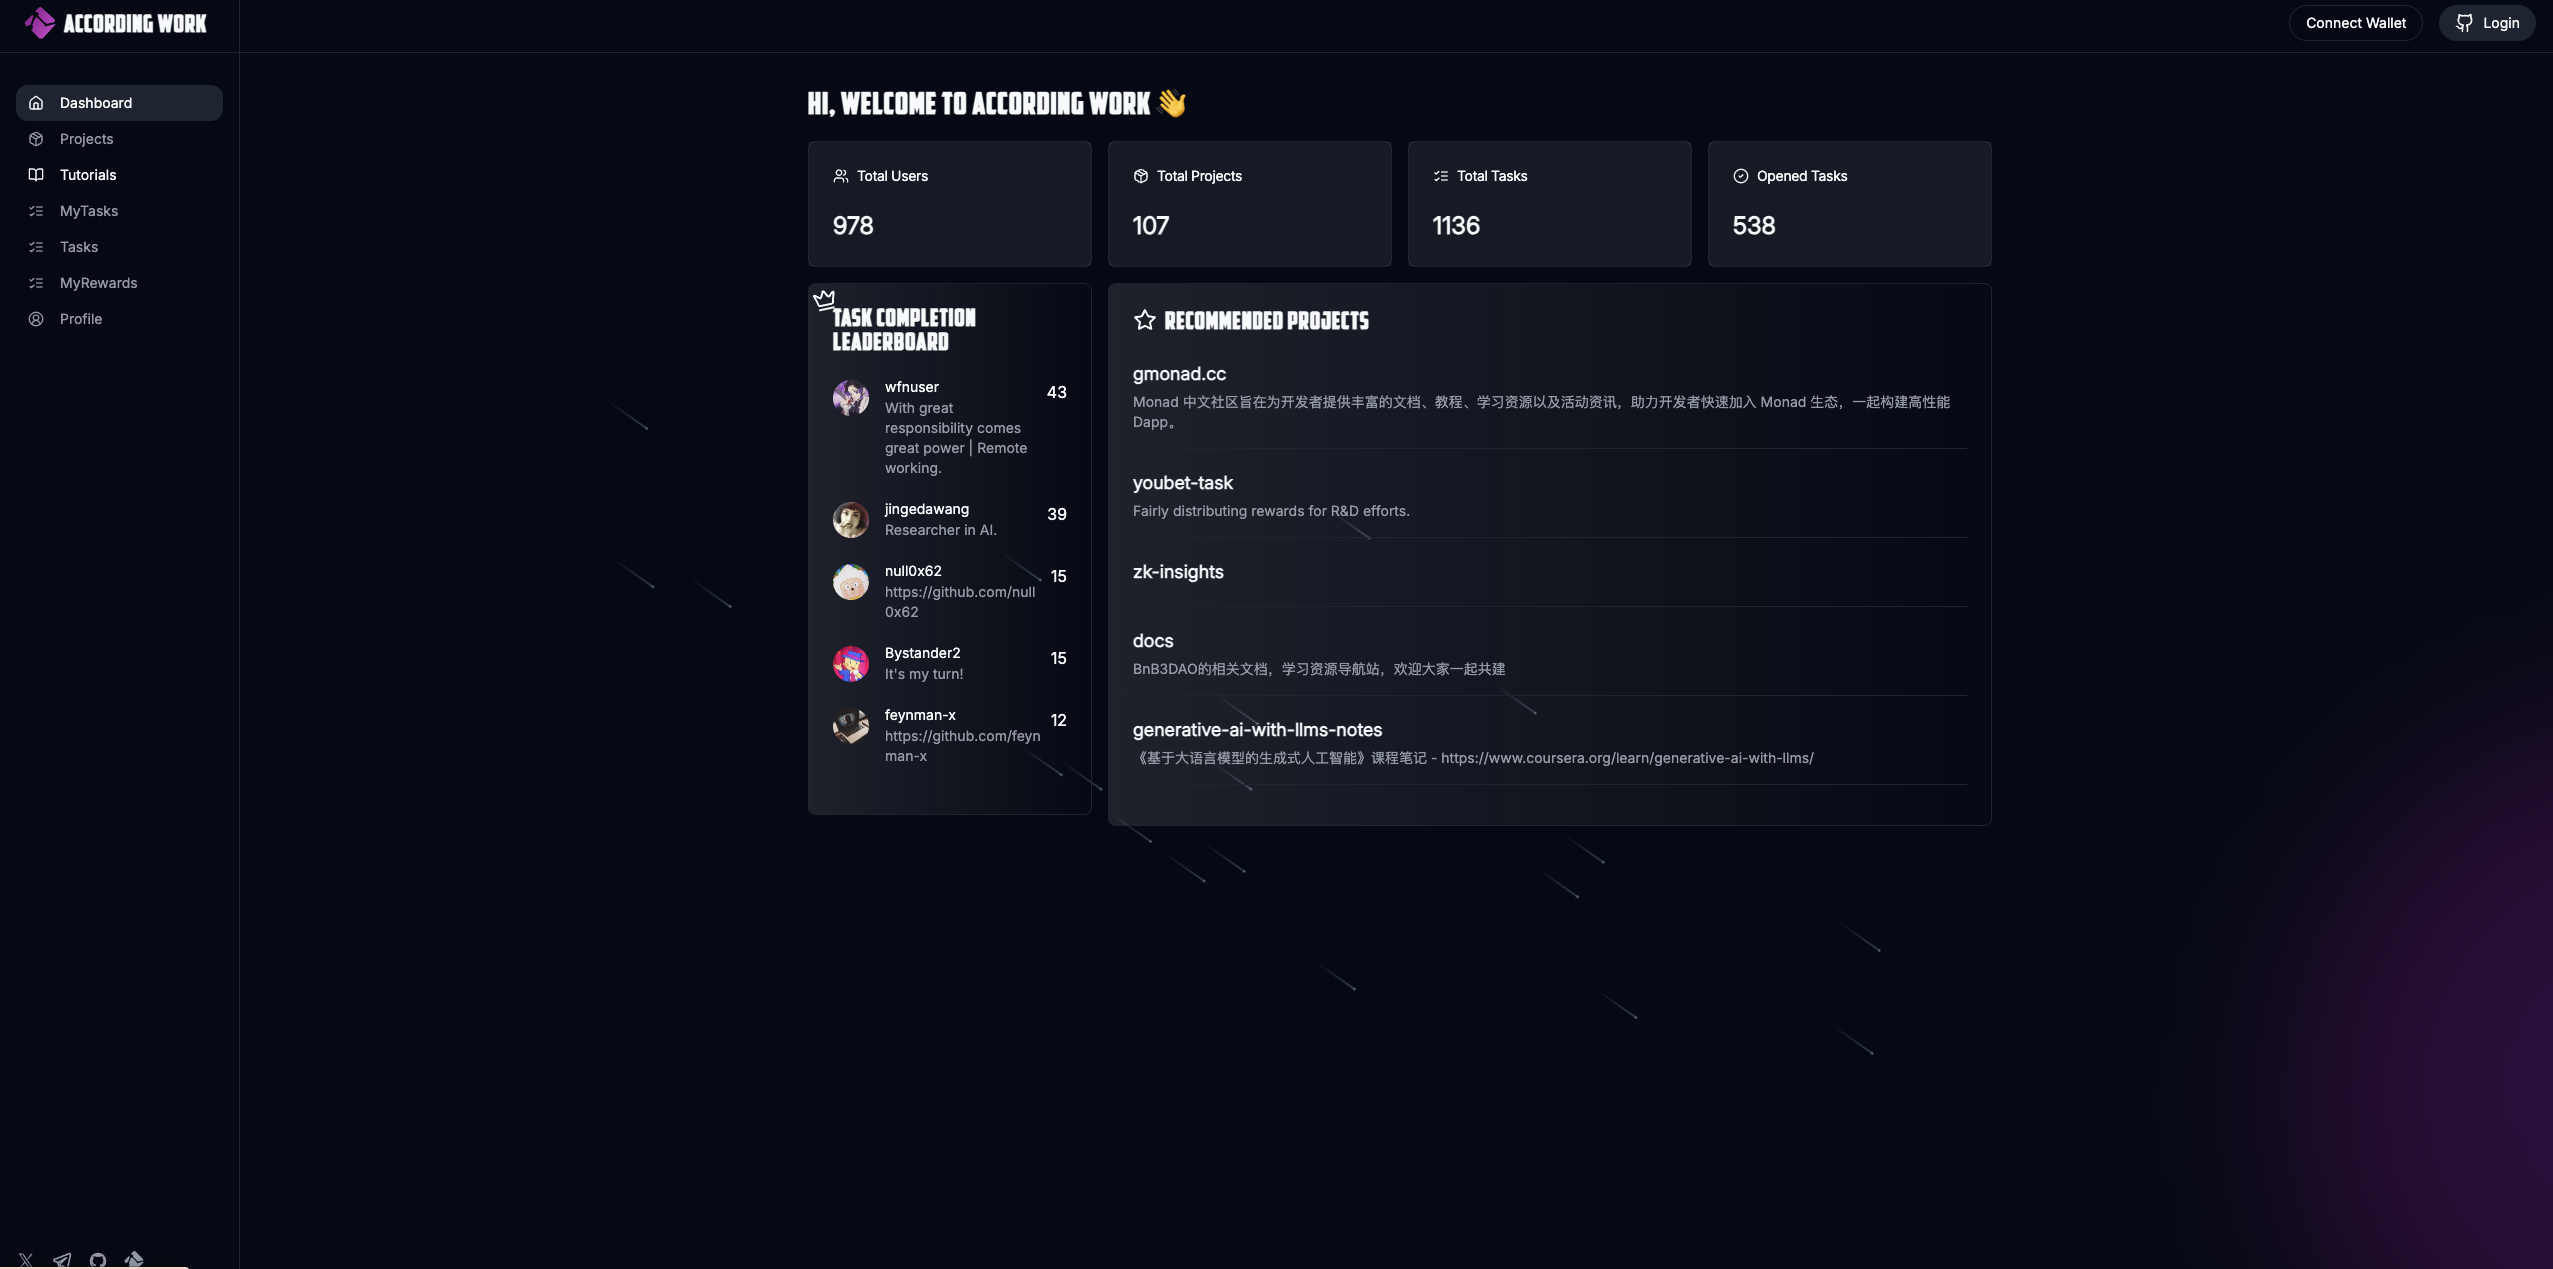 ACCORDING WORK
Connect Wallet
Login
Dashboard
Projects
Tutorials
MyTasks
Tasks
MyRewards
Profile
HI, WELCOME TO ACCORDING WORK 👋
Total Users
978
Total Projects
107
Total Tasks
1136
Opened Tasks
538
TASK COMPLETION
LEADERBOARD
wfnuser
43
With great
responsibility comes
great power | Remote
working.
jingedawang
39
Researcher in AI.
null0x62
15
https://github.com/null
0x62
Bystander2
15
It's my turn!
feynman-x
12
https://github.com/feyn
man-x
RECOMMENDED PROJECTS
gmonad.cc
Monad 中文社区旨在为开发者提供丰富的文档、教程、学习资源以及活动资讯，助力开发者快速加入 Monad 生态，一起构建高性能
Dapp。
youbet-task
Fairly distributing rewards for R&D efforts.
zk-insights
docs
BnB3DAO的相关文档，学习资源导航站，欢迎大家一起共建
generative-ai-with-llms-notes
《基于大语言模型的生成式人工智能》课程笔记 - https://www.coursera.org/learn/generative-ai-with-llms/